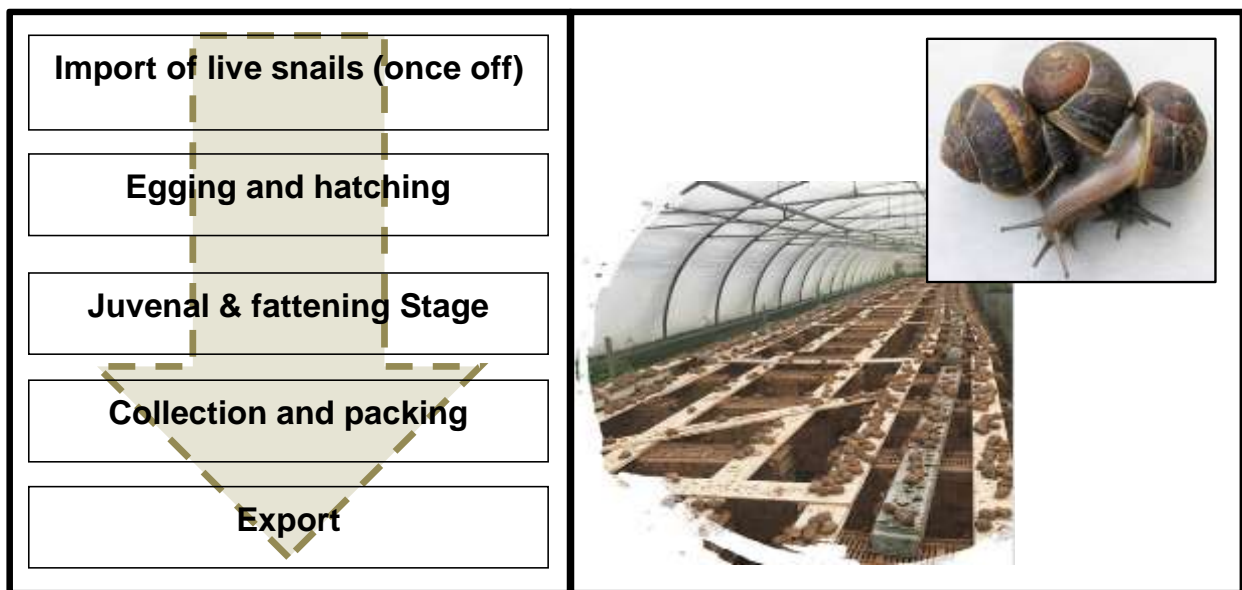 Import of live snails (once off)
Egging and hatching
Juvenal & fattening Stage
Collection and packing
Export